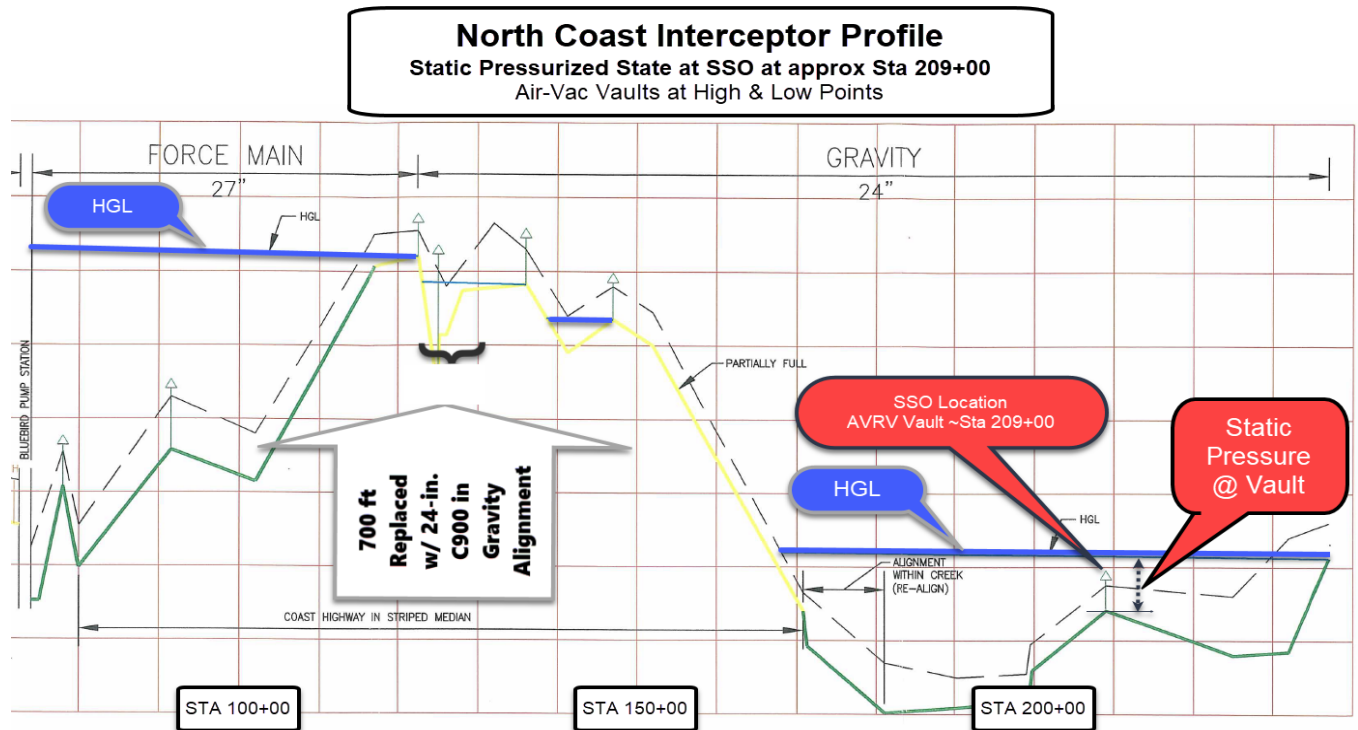 North Coast Interceptor Profile
Static Pressurized State at SSO at approx Sta 209+00
Air-Vac Vaults at High & Low Points
FORCE MAIN
27"
GRAVITY
24"
HGL
HGL
BLUEBIRD PUMP STATION
PARTIALLY FULL
SSO Location
AVRV Vault ~Sta 209+00
Static
Pressure
@ Vault
HGL
HGL
700 ft
Replaced
w/ 24-in.
C900 in
Gravity
Alignment
ALIGNMENT
WITHIN CREEK
(RE-ALIGN)
COAST HIGHWAY IN STRIPED MEDIAN
STA 100+00
STA 150+00
STA 200+00